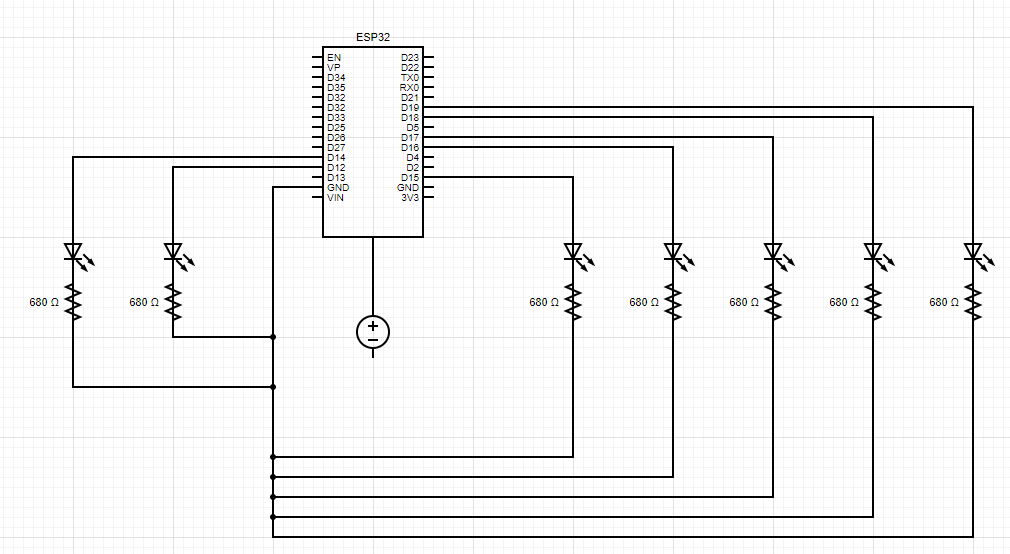 ESP32
EN D23
VP D22
D34 TX0
D35 RX0
D32 D21
D32 D19
D33 D18
D25 D5
D26 D17
D27 D16
D14 D4
D12 D2
D13 D15
GND GND
VIN 3V3
680 Ω 680 Ω 680 Ω 680 Ω 680 Ω 680 Ω 680 Ω